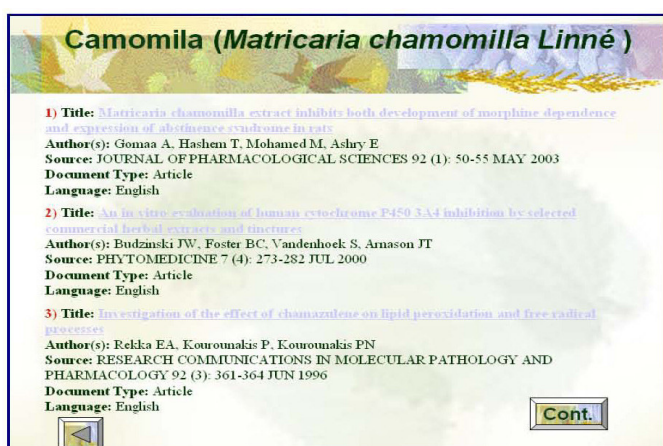 Camomila (Matricaria chamomilla Linné )
1) Title: Matricaria chamomilla extract inhibits both development of morphine dependence
and expression of abstinence syndrome in rats
Author(s): Gomaa A, Hashem T, Mohamed M, Ashry E
Source: JOURNAL OF PHARMACOLOGICAL SCIENCES 92 (1): 50-55 MAY 2003
Document Type: Article
Language: English
2) Title: An in vitro evaluation of human cytochrome P450 3A4 inhibition by selected
commercial herbal extracts and tinctures
Author(s): Budzinski JW, Foster BC, Vandenhoek S, Arnason JT
Source: PHYTOMEDICINE 7 (4): 273-282 JUL 2000
Document Type: Article
Language: English
3) Title: Investigation of the effect of chamazulene on lipid peroxidation and free radical
processes
Author(s): Rekka EA, Kourounakis P, Kourounakis PN
Source: RESEARCH COMMUNICATIONS IN MOLECULAR PATHOLOGY AND
PHARMACOLOGY 92 (3): 361-364 JUN 1996
Document Type: Article
Language: English
Cont.